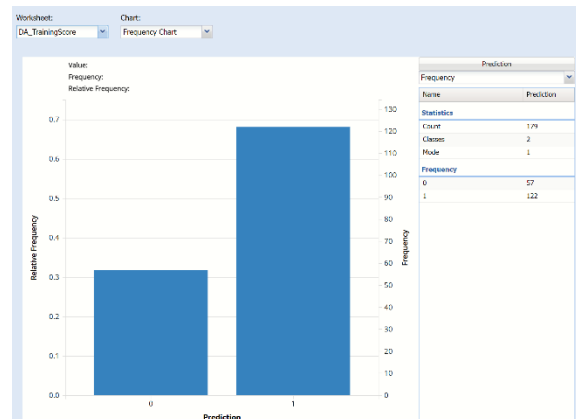 Worksheet: Chart:
DA_TrainingScore Frequency Chart
Value:
Frequency:
Relative Frequency:
0.7
0.6
0.5
0.4
0.3
0.2
0.1
0.0
Relative Frequency
130
120
110
100
90
80
70
60
50
40
30
20
10
0
Frequency
0 1
Prediction
Prediction
Frequency
Name Prediction
Statistics
Count 179
Classes 2
Mode 1
Frequency
0 57
1 122